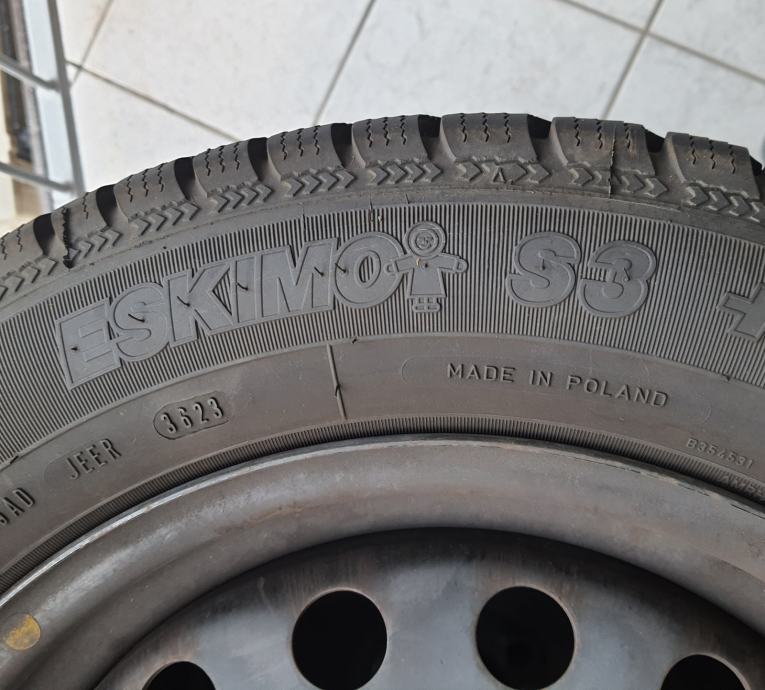 ESKIMO S3
MADE IN POLAND
JEER 3623
B354531